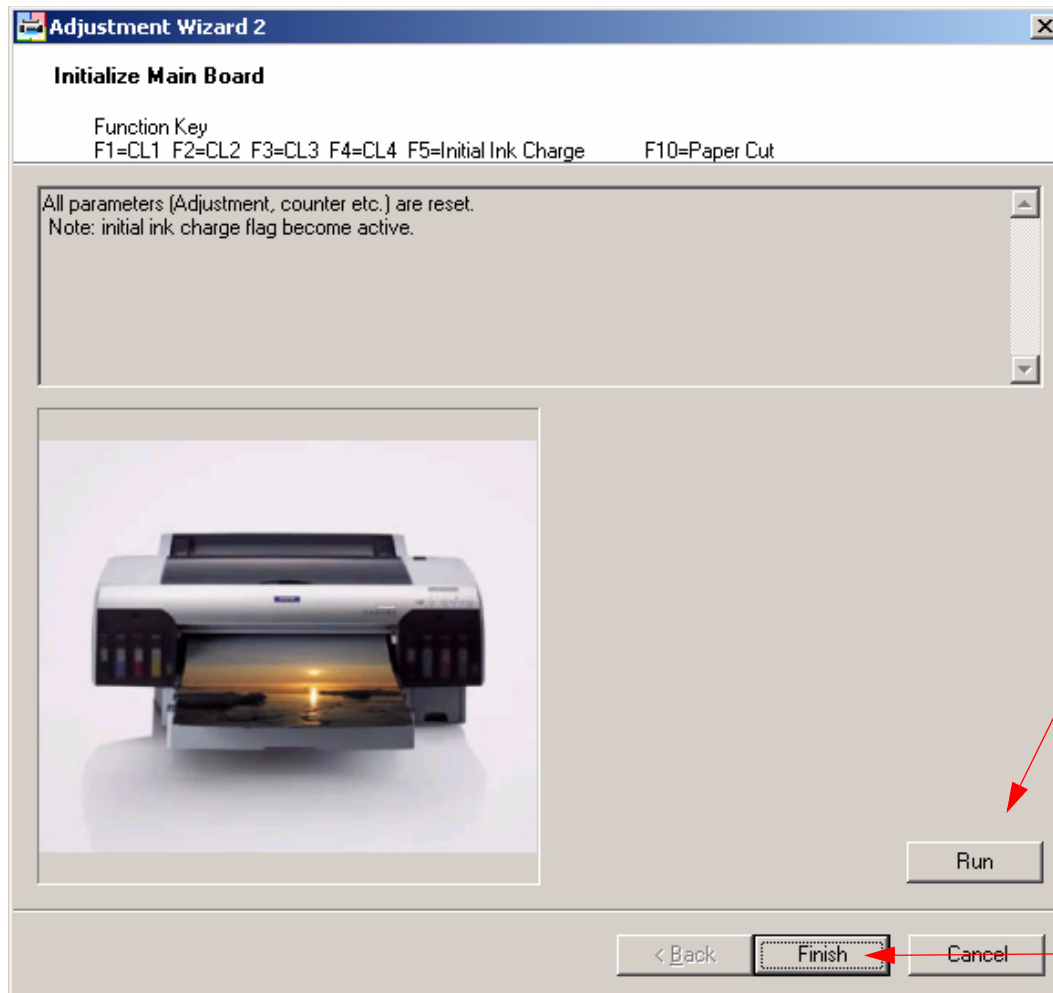 Adjustment Wizard 2
Initialize Main Board
Function Key
F1=CL1 F2=CL2 F3=CL3 F4=CL4 F5=Initial Ink Charge F10=Paper Cut
All parameters (Adjustment, counter etc.) are reset.
Note: initial ink charge flag become active.
Run
< Back Finish Cancel